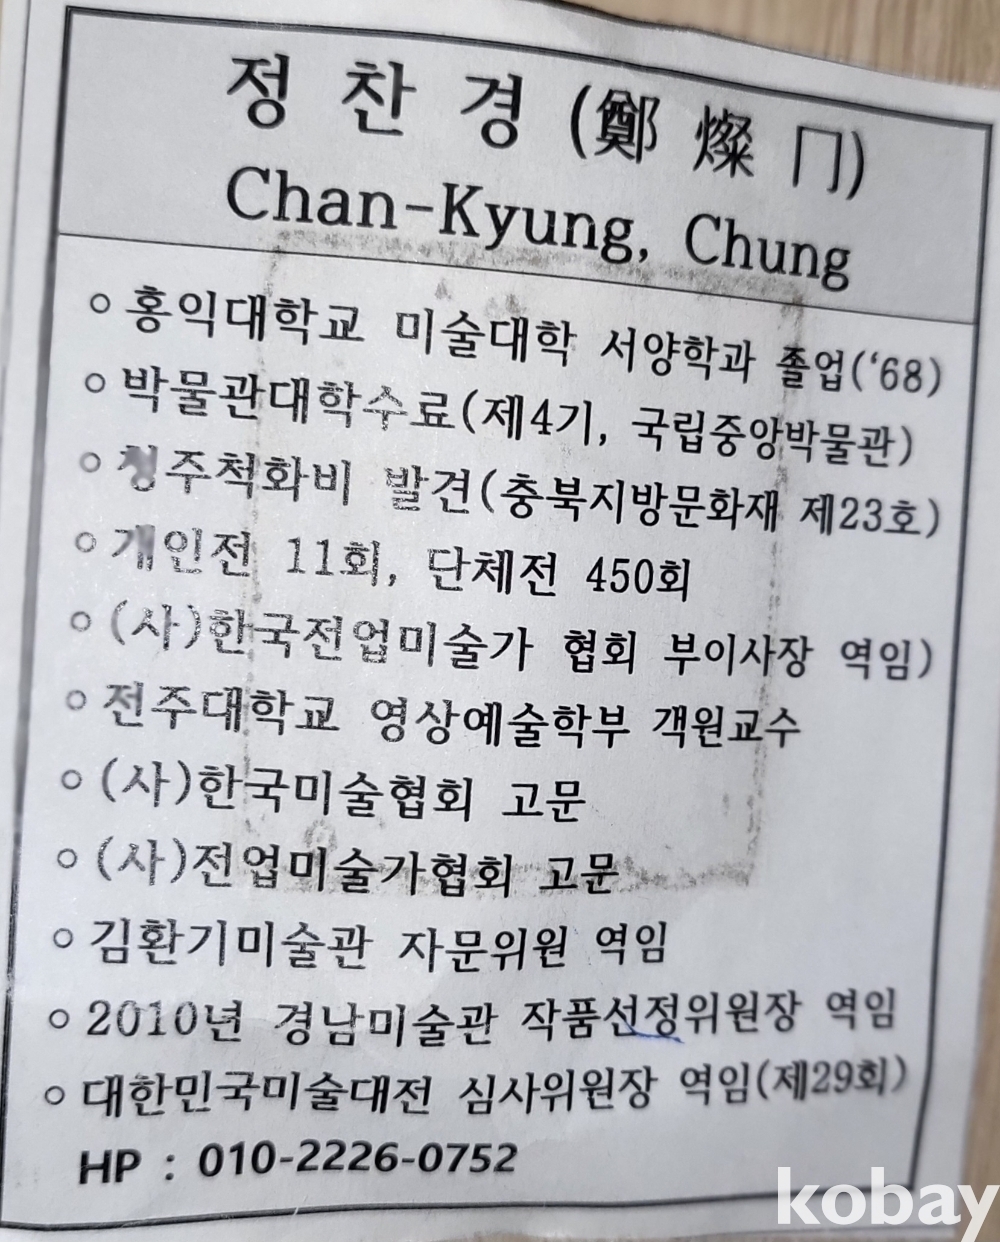 정 찬 경 (鄭 燦 冂)
Chan-Kyung, Chung
○ 홍익대학교 미술대학 서양학과 졸업(‘68)
○ 박물관대학수료(제4기, 국립중앙박물관)
○ 청주척화비 발견(충북지방문화재 제23호)
○ 개인전 11회, 단체전 450회
○ (사)한국전업미술가 협회 부이사장 역임)
○ 전주대학교 영상예술학부 객원교수
○ (사)한국미술협회 고문
○ (사)전업미술가협회 고문
○ 김환기미술관 자문위원 역임
○ 2010년 경남미술관 작품선정위원장 역임
○ 대한민국미술대전 심사위원장 역임(제29회)
HP : 010-2226-0752
kobay